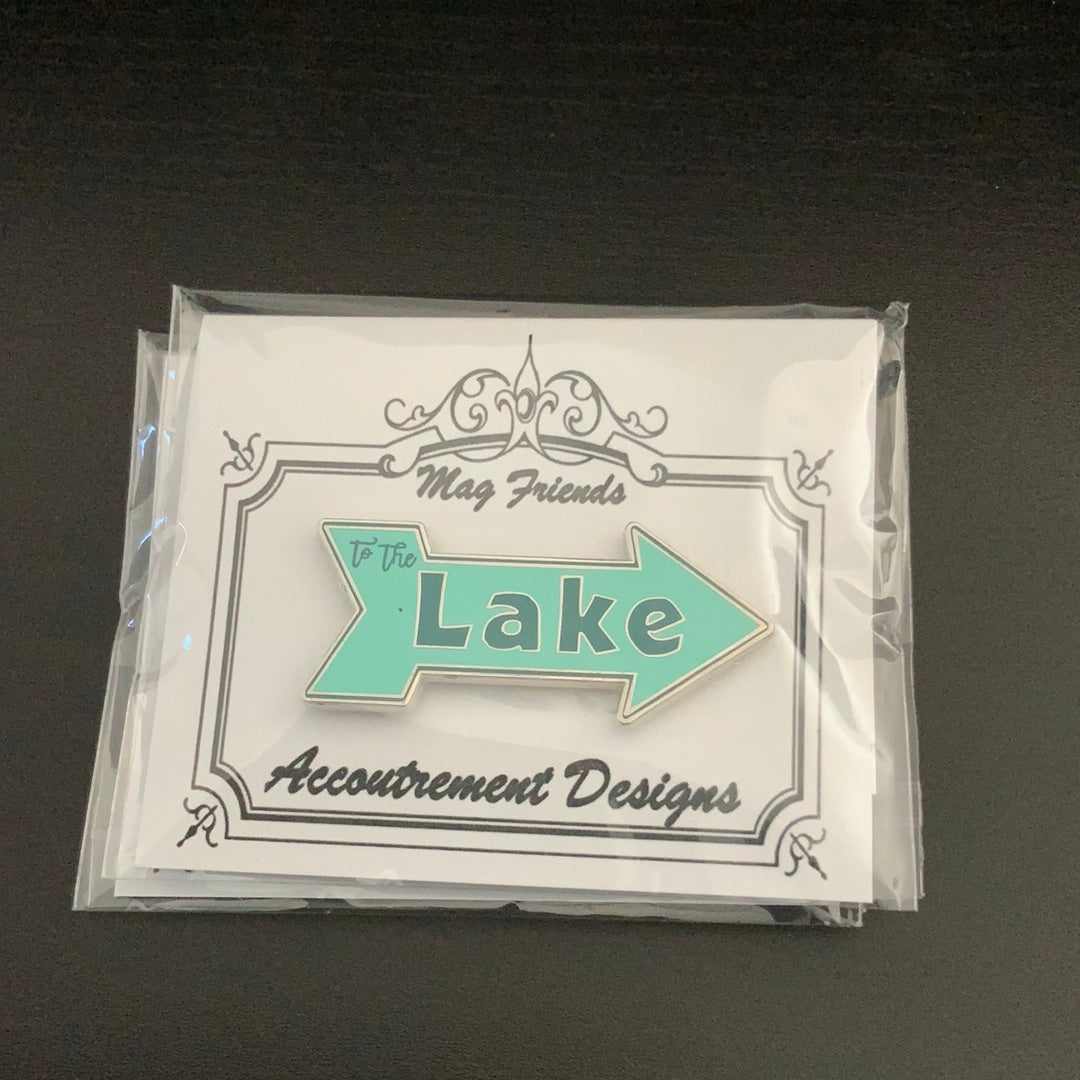 Mag Friends
To The
Lake
Accoutrement Designs